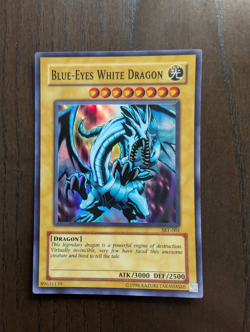 BLUE-EYES WHITE DRAGON
[DRAGON]
This legendary dragon is a powerful engine of destruction.
Virtually invincible, very few have faced this awesome
creature and lived to tell the tale.
ATK/3000 DEF/2500
©1996 KAZUKI TAKAHASHI